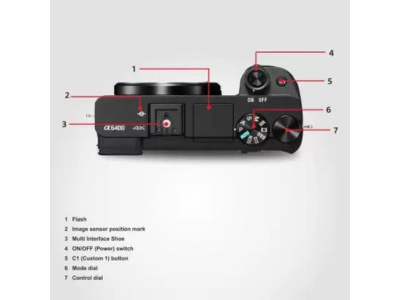 1
4
5
ON OFF
2
6
α6400
3
7
1 Flash
2 Image sensor position mark
3 Multi Interface Shoe
4 ON/OFF (Power) switch
5 C1 (Custom 1) button
6 Mode dial
7 Control dial